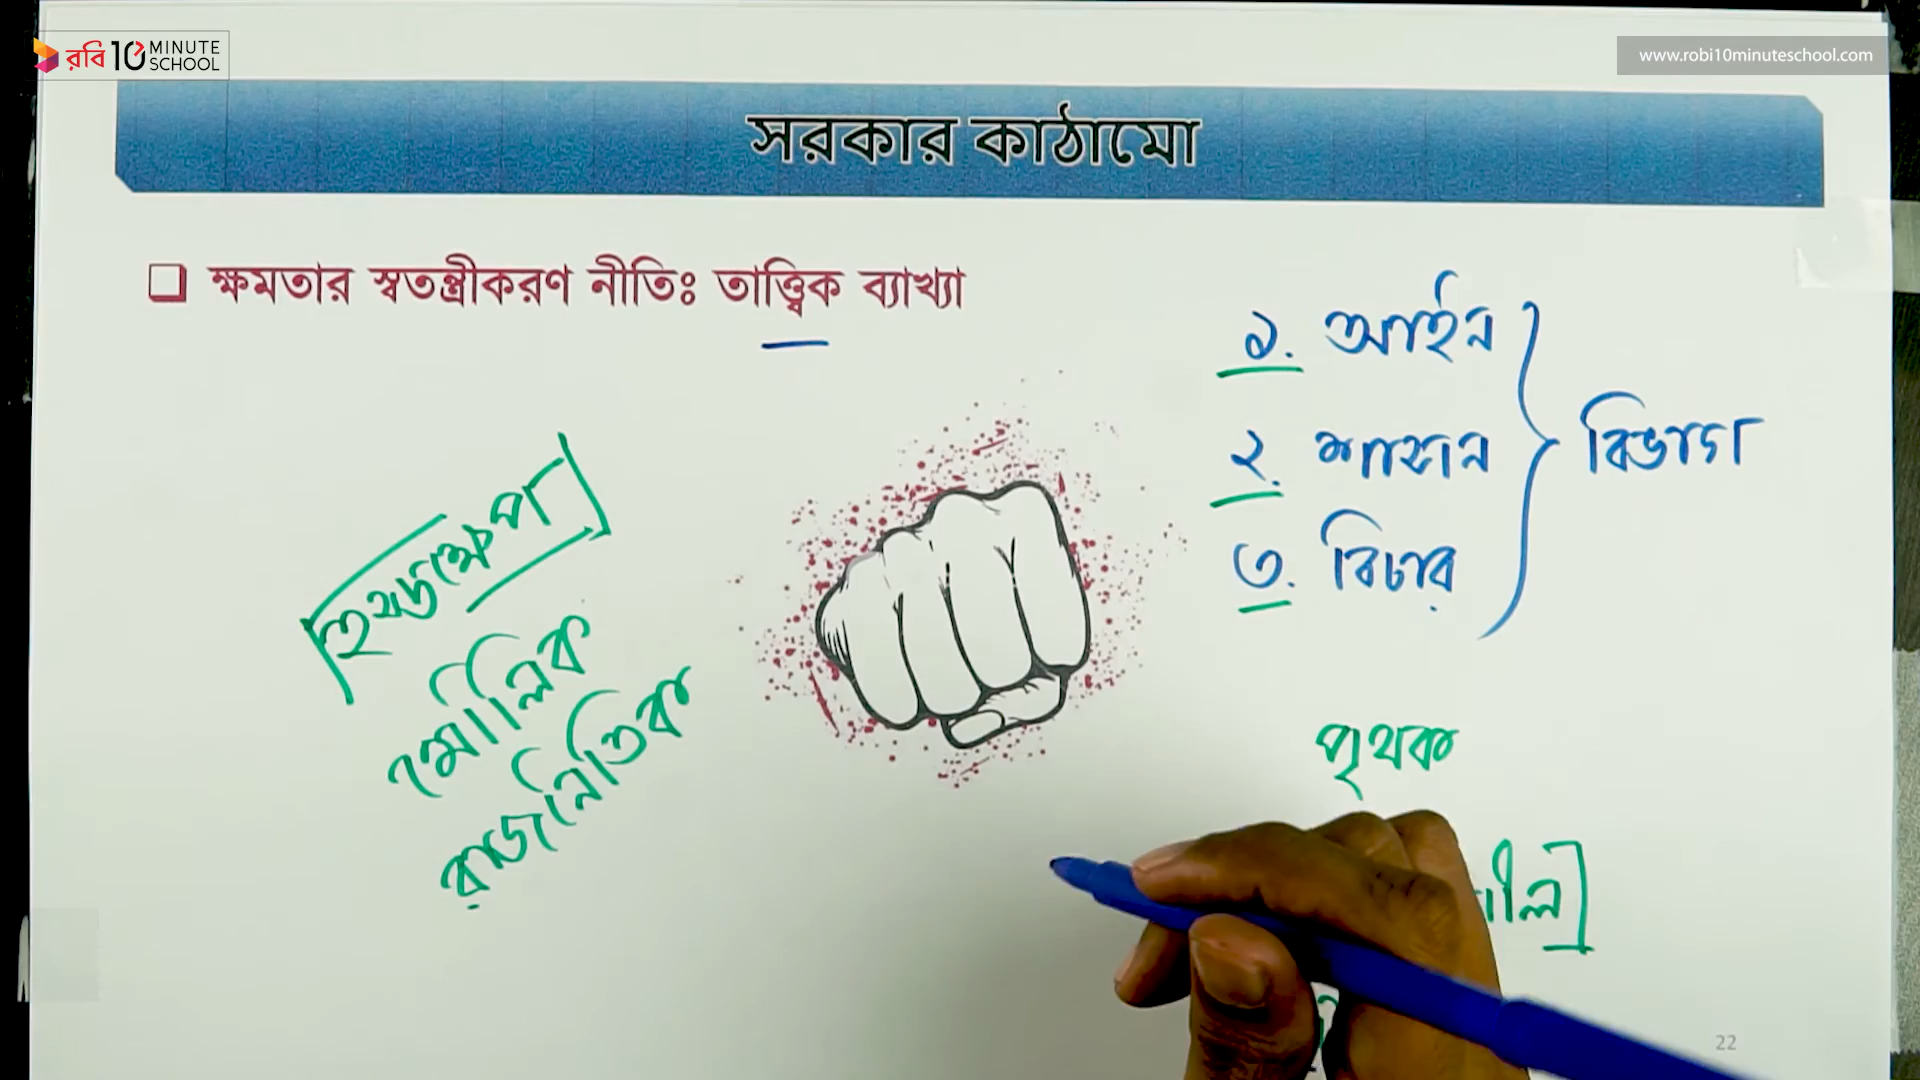 রবি 10 MINUTE SCHOOL
www.robi10minuteschool.com
সরকার কাঠামো
ক্ষমতার স্বতন্ত্রীকরণ নীতিঃ তাত্ত্বিক ব্যাখ্যা
১. আইন
২. শাসন
৩. বিচার
বিভাগ
হস্তক্ষেপ
মৌলিক
রাজনৈতিক
পৃথক
22